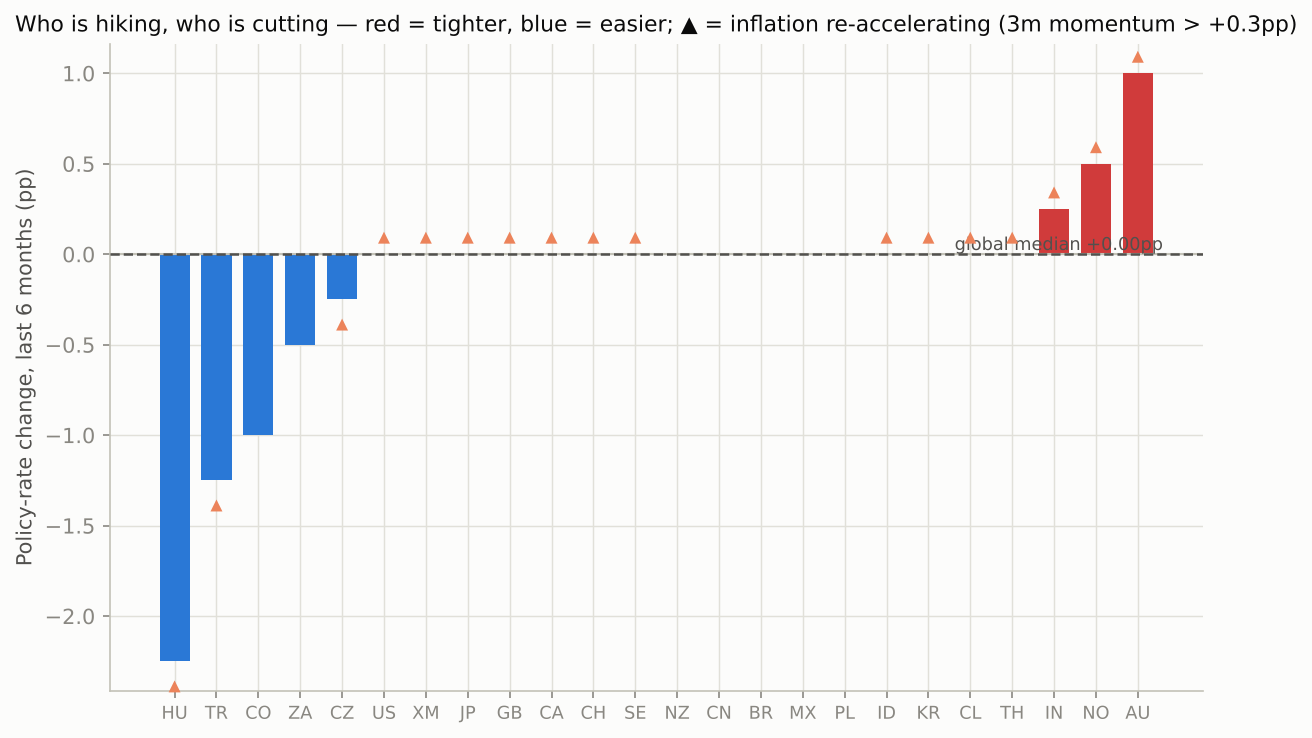 Who is hiking, who is cutting — red = tighter, blue = easier; ▲ = inflation re-accelerating (3m momentum > +0.3pp)
Policy-rate change, last 6 months (pp)
1.0
0.5
0.0
−0.5
−1.0
−1.5
−2.0
global median +0.00pp
HU TR CO ZA CZ US XM JP GB CA CH SE NZ CN BR MX PL ID KR CL TH IN NO AU